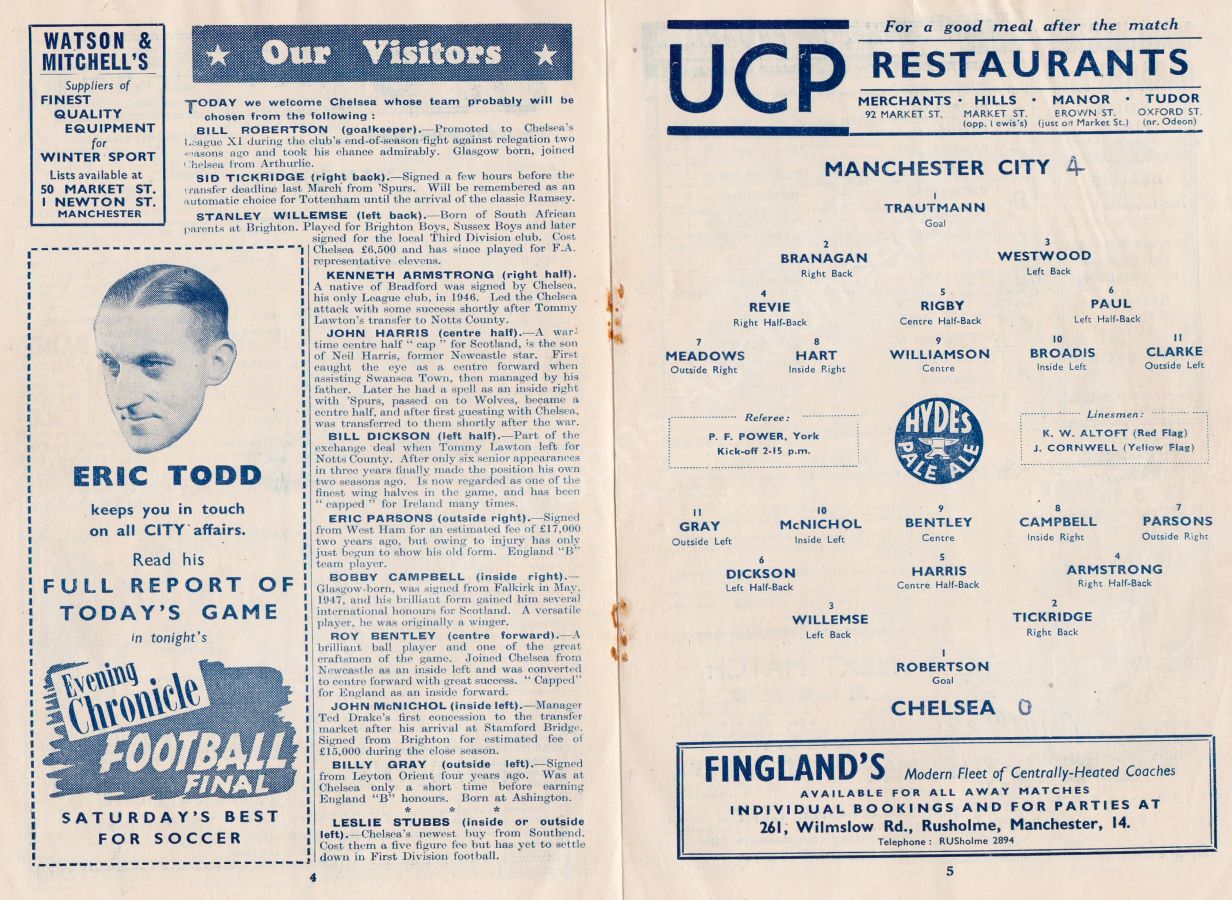 WATSON &
MITCHELL'S
Suppliers of
FINEST
QUALITY
EQUIPMENT
for
WINTER SPORT
Lists available at
50 MARKET ST.
1 NEWTON ST.
MANCHESTER
Our Visitors
TODAY we welcome Chelsea whose team probably will be
chosen from the following :
BILL ROBERTSON (goalkeeper).—Promoted to Chelsea's
League XI during the club's end-of-season fight against relegation two
seasons ago and took his chance admirably. Glasgow born, joined
Chelsea from Arthurlie.
SID TICKRIDGE (right back).—Signed a few hours before the
transfer deadline last March from 'Spurs. Will be remembered as an
automatic choice for Tottenham until the arrival of the classic Ramsey.
STANLEY WILLEMSE (left back).—Born of South African
parents at Brighton. Played for Brighton Boys, Sussex Boys and later
signed for the local Third Division club. Cost
Chelsea £6,500 and has since played for F.A.
representative elevens.
KENNETH ARMSTRONG (right half).
A native of Bradford was signed by Chelsea,
his only League club, in 1946. Led the Chelsea
attack with some success shortly after Tommy
Lawton's transfer to Notts County.
JOHN HARRIS (centre half).—A war-
time centre half " cap " for Scotland, is the son
of Neil Harris, former Newcastle star. First
caught the eye as a centre forward when
assisting Swansea Town, then managed by his
father. Later he had a spell as an inside right
with 'Spurs, passed on to Wolves, became a
centre half, and after first guesting with Chelsea,
was transferred to them shortly after the war.
BILL DICKSON (left half).—Part of the
exchange deal when Tommy Lawton left for
Notts County. After only six senior appearances
in three years finally made the position his own
two seasons ago. Is now regarded as one of the
finest wing halves in the game, and has been
" capped " for Ireland many times.
ERIC PARSONS (outside right).—Signed
from West Ham for an estimated fee of £17,000
two years ago, but owing to injury has only
just begun to show his old form. England "B"
team player.
BOBBY CAMPBELL (inside right).—
Glasgow-born, was signed from Falkirk in May,
1947, and his brilliant form gained him several
international honours for Scotland. A versatile
player, he was originally a winger.
ROY BENTLEY (centre forward).—A
brilliant ball player and one of the great
craftsmen of the game. Joined Chelsea from
Newcastle as an inside left and was converted
to centre forward with great success. " Capped"
for England as an inside forward.
JOHN McNICHOL (inside left).—Manager
Ted Drake's first concession to the transfer
market after his arrival at Stamford Bridge.
Signed from Brighton for estimated fee of
£15,000 during the close season.
BILLY GRAY (outside left).—Signed
from Leyton Orient four years ago. Was at
Chelsea only a short time before earning
England "B" honours. Born at Ashington.
* * *
LESLIE STUBBS (inside or outside
left).—Chelsea's newest buy from Southend.
Cost them a five figure fee but has yet to settle
down in First Division football.
ERIC TODD
keeps you in touch
on all CITY affairs.
Read his
FULL REPORT OF
TODAY'S GAME
in tonight's
Evening
Chronicle
FOOTBALL
FINAL
SATURDAY'S BEST
FOR SOCCER
4
UCP
For a good meal after the match
RESTAURANTS
MERCHANTS · HILLS · MANOR · TUDOR
92 MARKET ST. MARKET ST. BROWN ST. OXFORD ST.
(opp. Lewis's) (just off Market St.) (nr. Odeon)
MANCHESTER CITY 4
1
TRAUTMANN
Goal
2 3
BRANAGAN WESTWOOD
Right Back Left Back
4 5 6
REVIE RIGBY PAUL
Right Half-Back Centre Half-Back Left Half-Back
7 8 9 10 11
MEADOWS HART WILLIAMSON BROADIS CLARKE
Outside Right Inside Right Centre Inside Left Outside Left
Referee:
P. F. POWER, York
Kick-off 2-15 p.m.
HYDE'S
PALE ALE
Linesmen:
K. W. ALTOFT (Red Flag)
J. CORNWELL (Yellow Flag)
11 10 9 8 7
GRAY McNICHOL BENTLEY CAMPBELL PARSONS
Outside Left Inside Left Centre Inside Right Outside Right
6 5 4
DICKSON HARRIS ARMSTRONG
Left Half-Back Centre Half-Back Right Half-Back
3 2
WILLEMSE TICKRIDGE
Left Back Right Back
1
ROBERTSON
Goal
CHELSEA 0
FINGLAND'S Modern Fleet of Centrally-Heated Coaches
AVAILABLE FOR ALL AWAY MATCHES
INDIVIDUAL BOOKINGS AND FOR PARTIES AT
261, Wilmslow Rd., Rusholme, Manchester, 14.
Telephone : RUSholme 2894
5